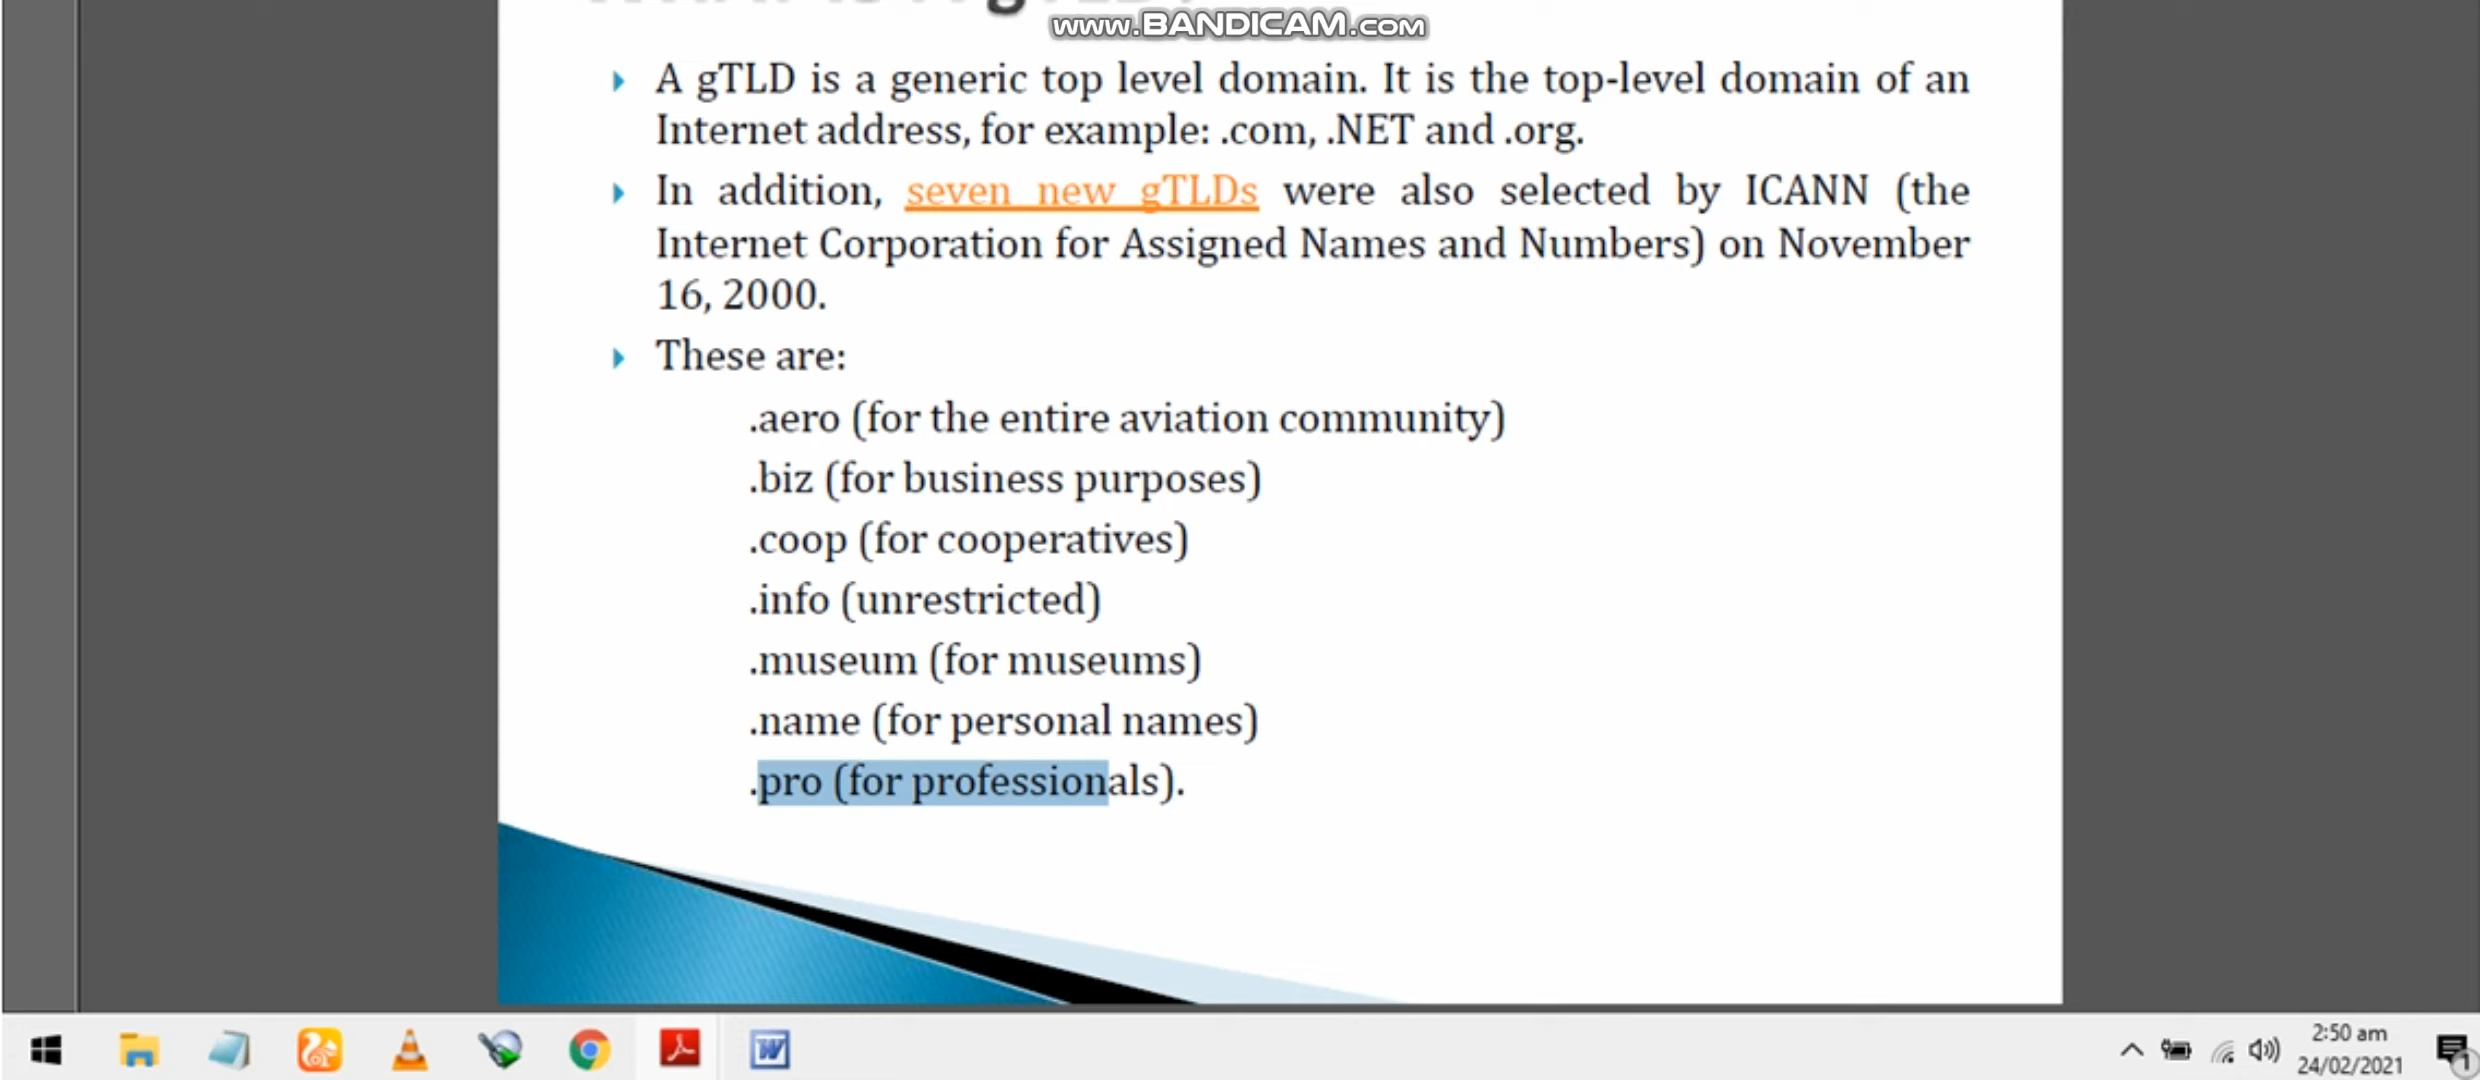 www.BANDICAM.com
A gTLD is a generic top level domain. It is the top-level domain of an
Internet address, for example: .com, .NET and .org.
In addition, seven new gTLDs were also selected by ICANN (the
Internet Corporation for Assigned Names and Numbers) on November
16, 2000.
These are:
.aero (for the entire aviation community)
.biz (for business purposes)
.coop (for cooperatives)
.info (unrestricted)
.museum (for museums)
.name (for personal names)
.pro (for professionals).
2:50 am
24/02/2021
1